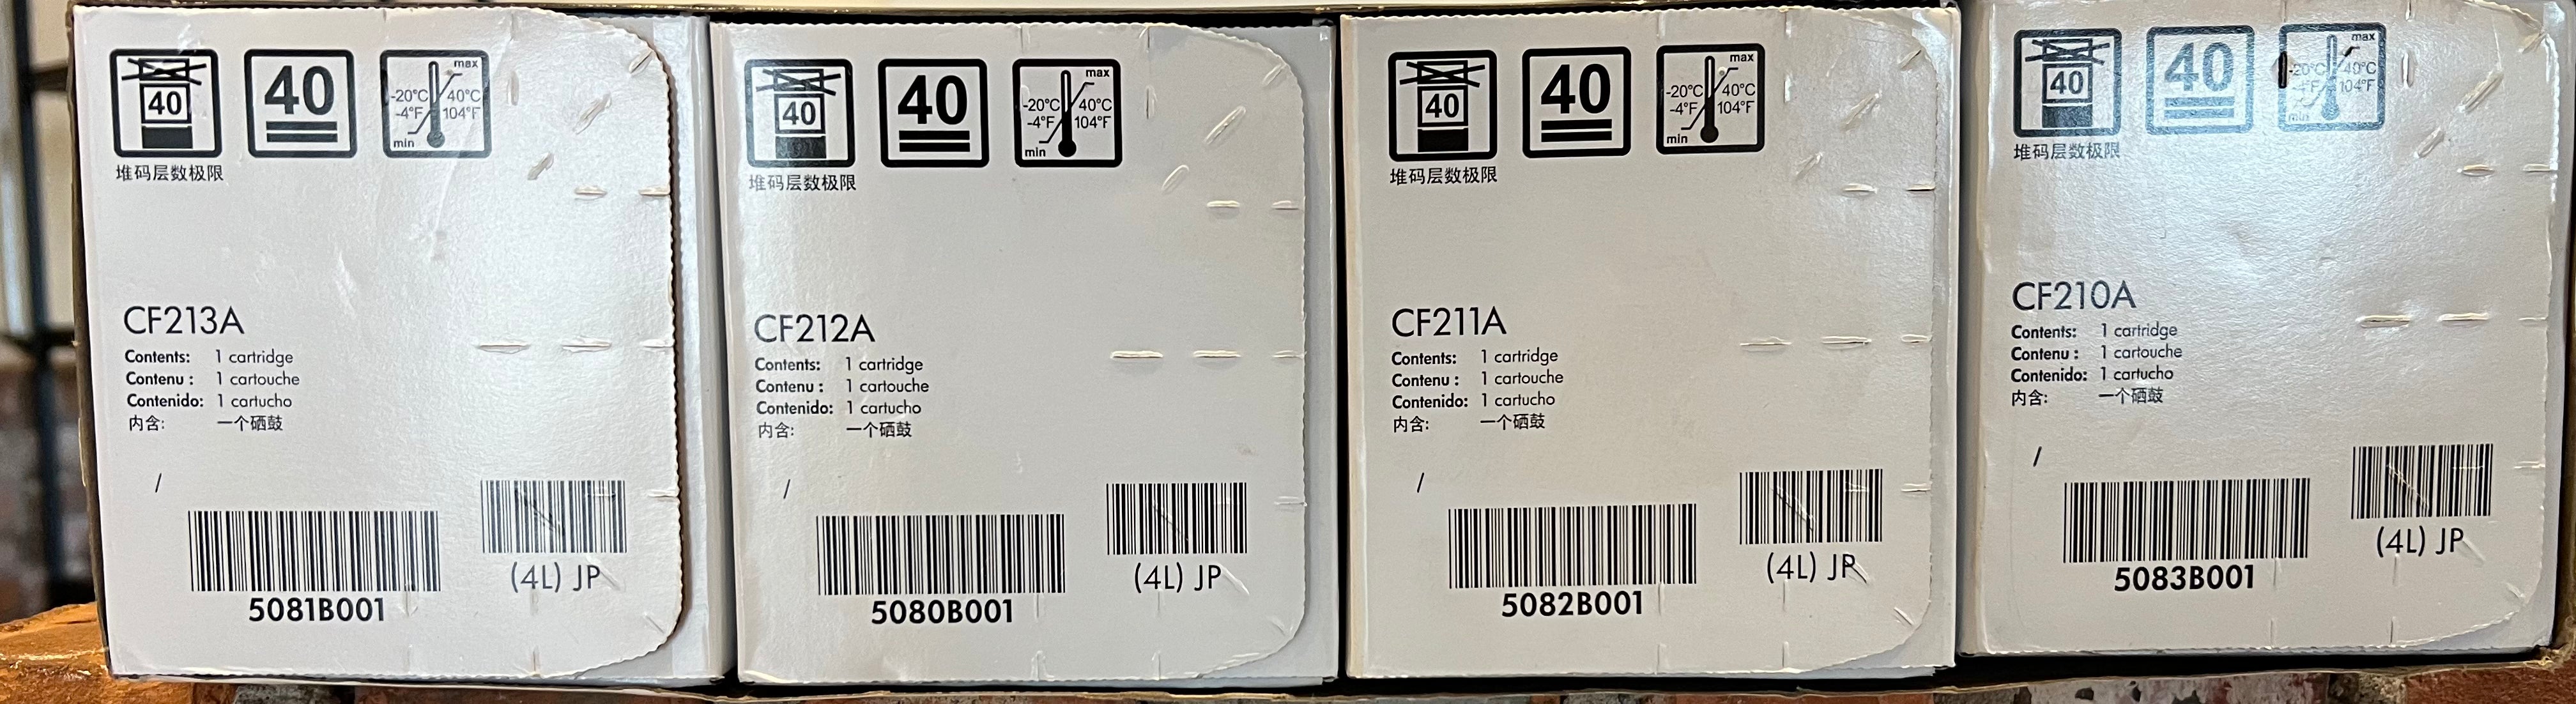 40
40
max
-20°C 40°C
-4°F 104°F
min
堆码层数极限
CF213A
Contents: 1 cartridge
Contenu : 1 cartouche
Contenido: 1 cartucho
内含: 一个硒鼓
/
(4L) JP
5081B001
40
40
max
-20°C 40°C
-4°F 104°F
min
堆码层数极限
CF212A
Contents: 1 cartridge
Contenu : 1 cartouche
Contenido: 1 cartucho
内含: 一个硒鼓
/
(4L) JP
5080B001
40
40
max
-20°C 40°C
-4°F 104°F
min
堆码层数极限
CF211A
Contents: 1 cartridge
Contenu : 1 cartouche
Contenido: 1 cartucho
内含: 一个硒鼓
/
(4L) JP
5082B001
40
40
max
-20°C 40°C
-4°F 104°F
min
堆码层数极限
CF210A
Contents: 1 cartridge
Contenu : 1 cartouche
Contenido: 1 cartucho
内含: 一个硒鼓
/
(4L) JP
5083B001